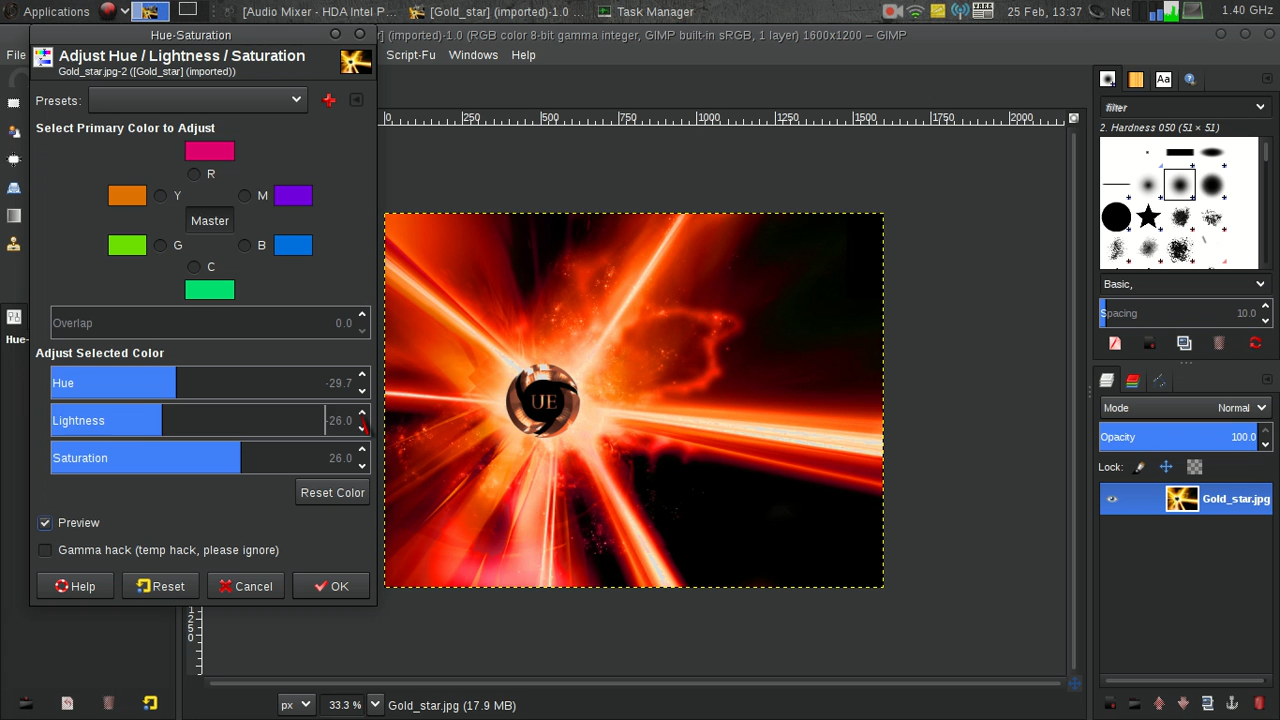 Applications
[Audio Mixer - HDA Intel P...
[Gold_star] (imported)-1.0 ...
Task Manager
25 Feb, 13:37
Net
1.40 GHz
Hue-Saturation
] (imported)-1.0 (RGB color 8-bit gamma integer, GIMP built-in sRGB, 1 layer) 1600x1200 – GIMP
File
Script-Fu
Windows
Help
Adjust Hue / Lightness / Saturation
Gold_star.jpg-2 ([Gold_star] (imported))
Presets:
Select Primary Color to Adjust
R
Y
M
Master
G
B
C
Overlap
0.0
Adjust Selected Color
Hue
-29.7
Lightness
-26.0
Saturation
26.0
Reset Color
Preview
Gamma hack (temp hack, please ignore)
Help
Reset
Cancel
OK
Hue-
0
250
500
750
1000
1250
1500
1750
2000
UE
1
2
5
0
px
33.3 %
Gold_star.jpg (17.9 MB)
Aa
filter
2. Hardness 050 (51 × 51)
Basic,
Spacing
10.0
Mode
Normal
Opacity
100.0
Lock:
Gold_star.jpg